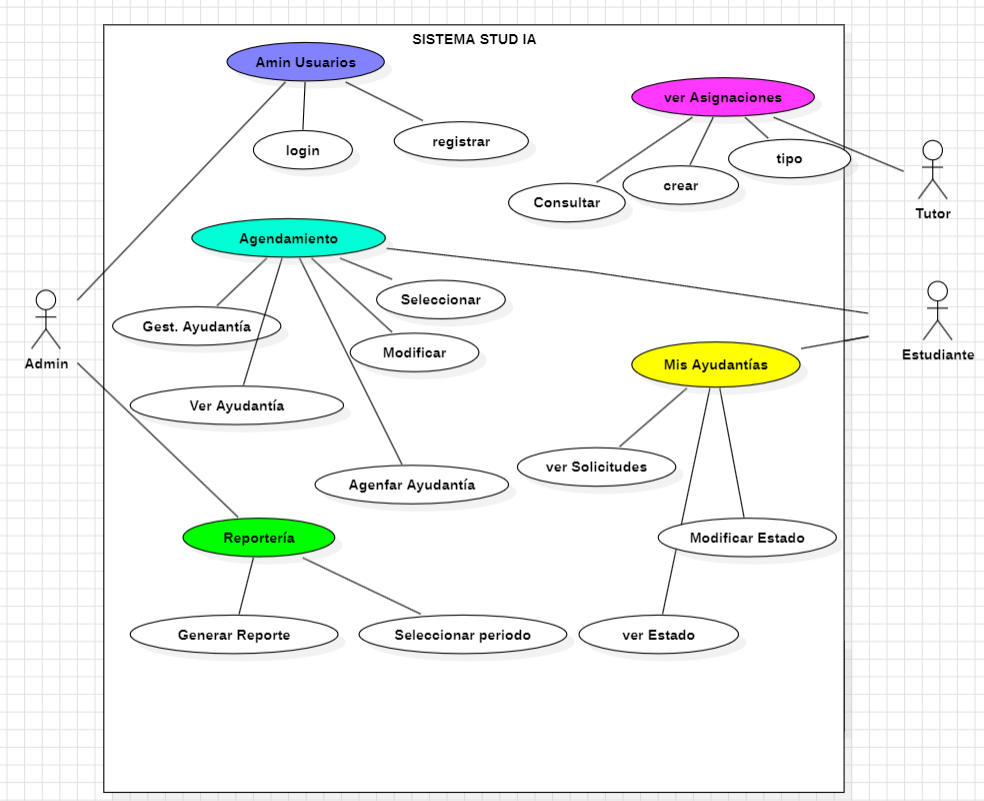 SISTEMA STUD IA
Amin Usuarios
ver Asignaciones
login
registrar
tipo
crear
Consultar
Tutor
Agendamiento
Seleccionar
Gest. Ayudantía
Modificar
Admin
Estudiante
Mis Ayudantías
Ver Ayudantía
ver Solicitudes
Agenfar Ayudantía
Reportería
Modificar Estado
Generar Reporte
Seleccionar periodo
ver Estado